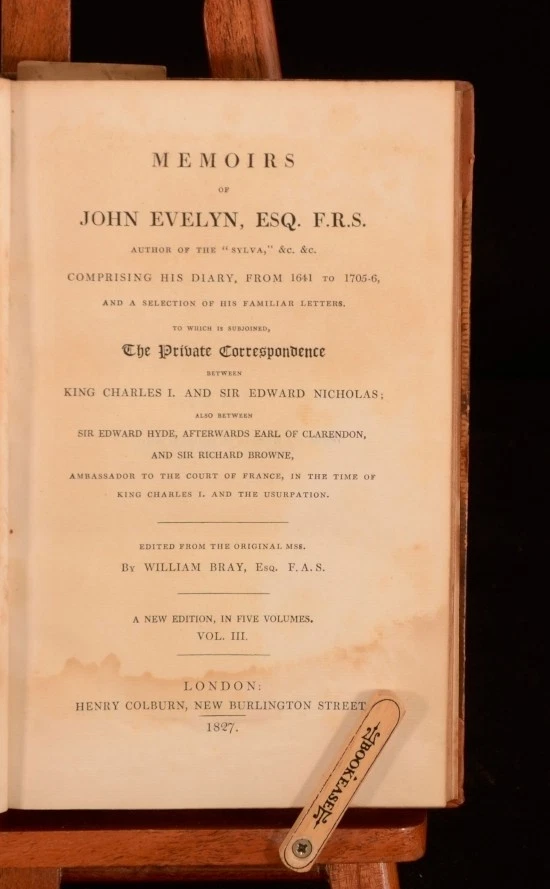 MEMOIRS
OF
JOHN EVELYN, ESQ. F.R.S.
AUTHOR OF THE "SYLVA," &c. &c.
COMPRISING HIS DIARY, FROM 1641 TO 1705-6,
AND A SELECTION OF HIS FAMILIAR LETTERS.
TO WHICH IS SUBJOINED,
The Private Correspondence
BETWEEN
KING CHARLES I. AND SIR EDWARD NICHOLAS;
ALSO BETWEEN
SIR EDWARD HYDE, AFTERWARDS EARL OF CLARENDON,
AND SIR RICHARD BROWNE,
AMBASSADOR TO THE COURT OF FRANCE, IN THE TIME OF
KING CHARLES I. AND THE USURPATION.
EDITED FROM THE ORIGINAL MSS.
BY WILLIAM BRAY, ESQ. F.A.S.
A NEW EDITION, IN FIVE VOLUMES.
VOL. III.
LONDON:
HENRY COLBURN, NEW BURLINGTON STREET
1827.
BOOK EASEL